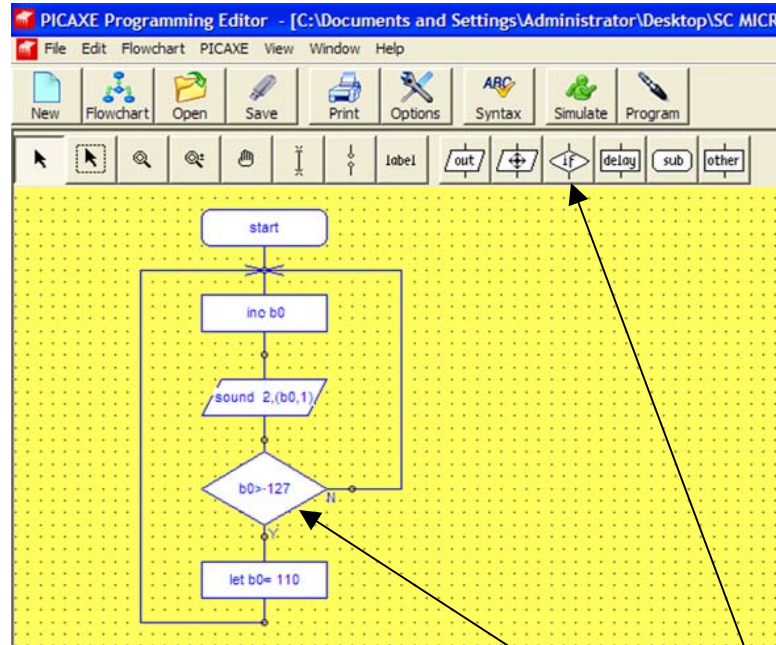 PICAXE Programming Editor - [C:\Documents and Settings\Administrator\Desktop\SC MICR
File Edit Flowchart PICAXE View Window Help
New Flowchart Open Save Print Options Syntax Simulate Program
ABC
label out if delay sub other
start
inc b0
sound 2,(b0,1)
b0>-127
N
Y
let b0= 110